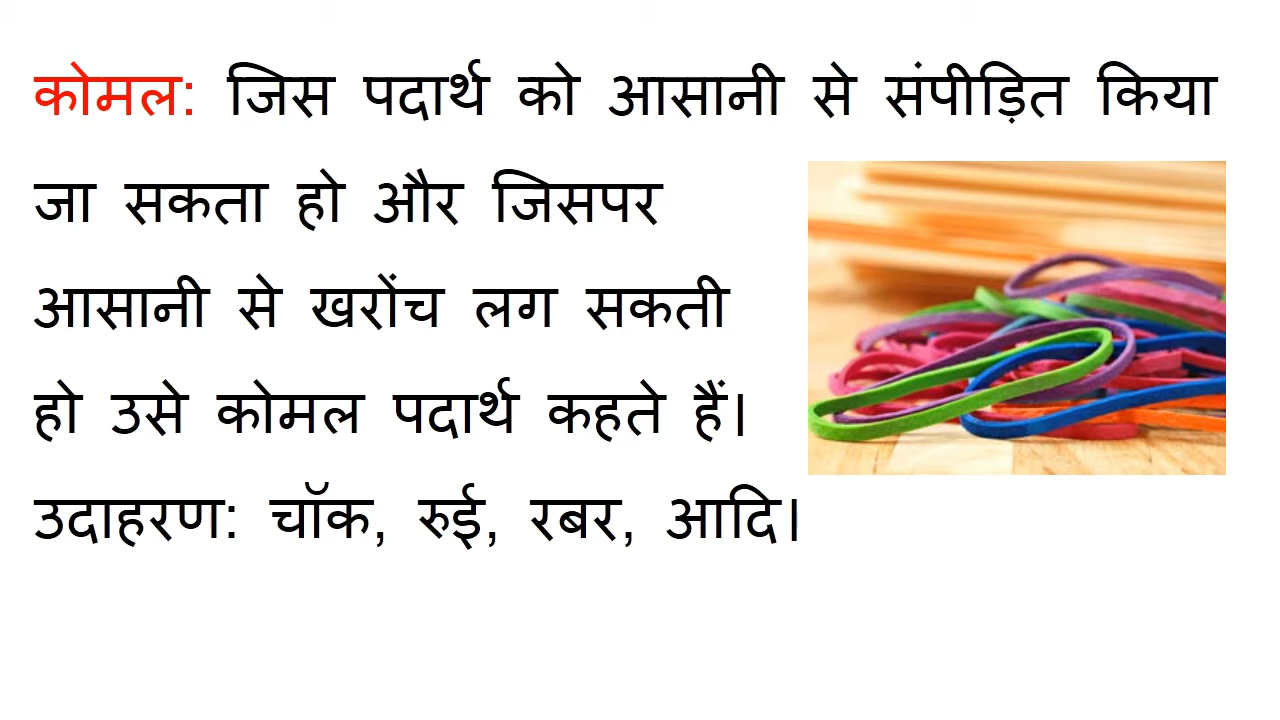 कोमल: जिस पदार्थ को आसानी से संपीड़ित किया
जा सकता हो और जिसपर
आसानी से खरोंच लग सकती
हो उसे कोमल पदार्थ कहते हैं।
उदाहरण: चॉक, रुई, रबर, आदि।